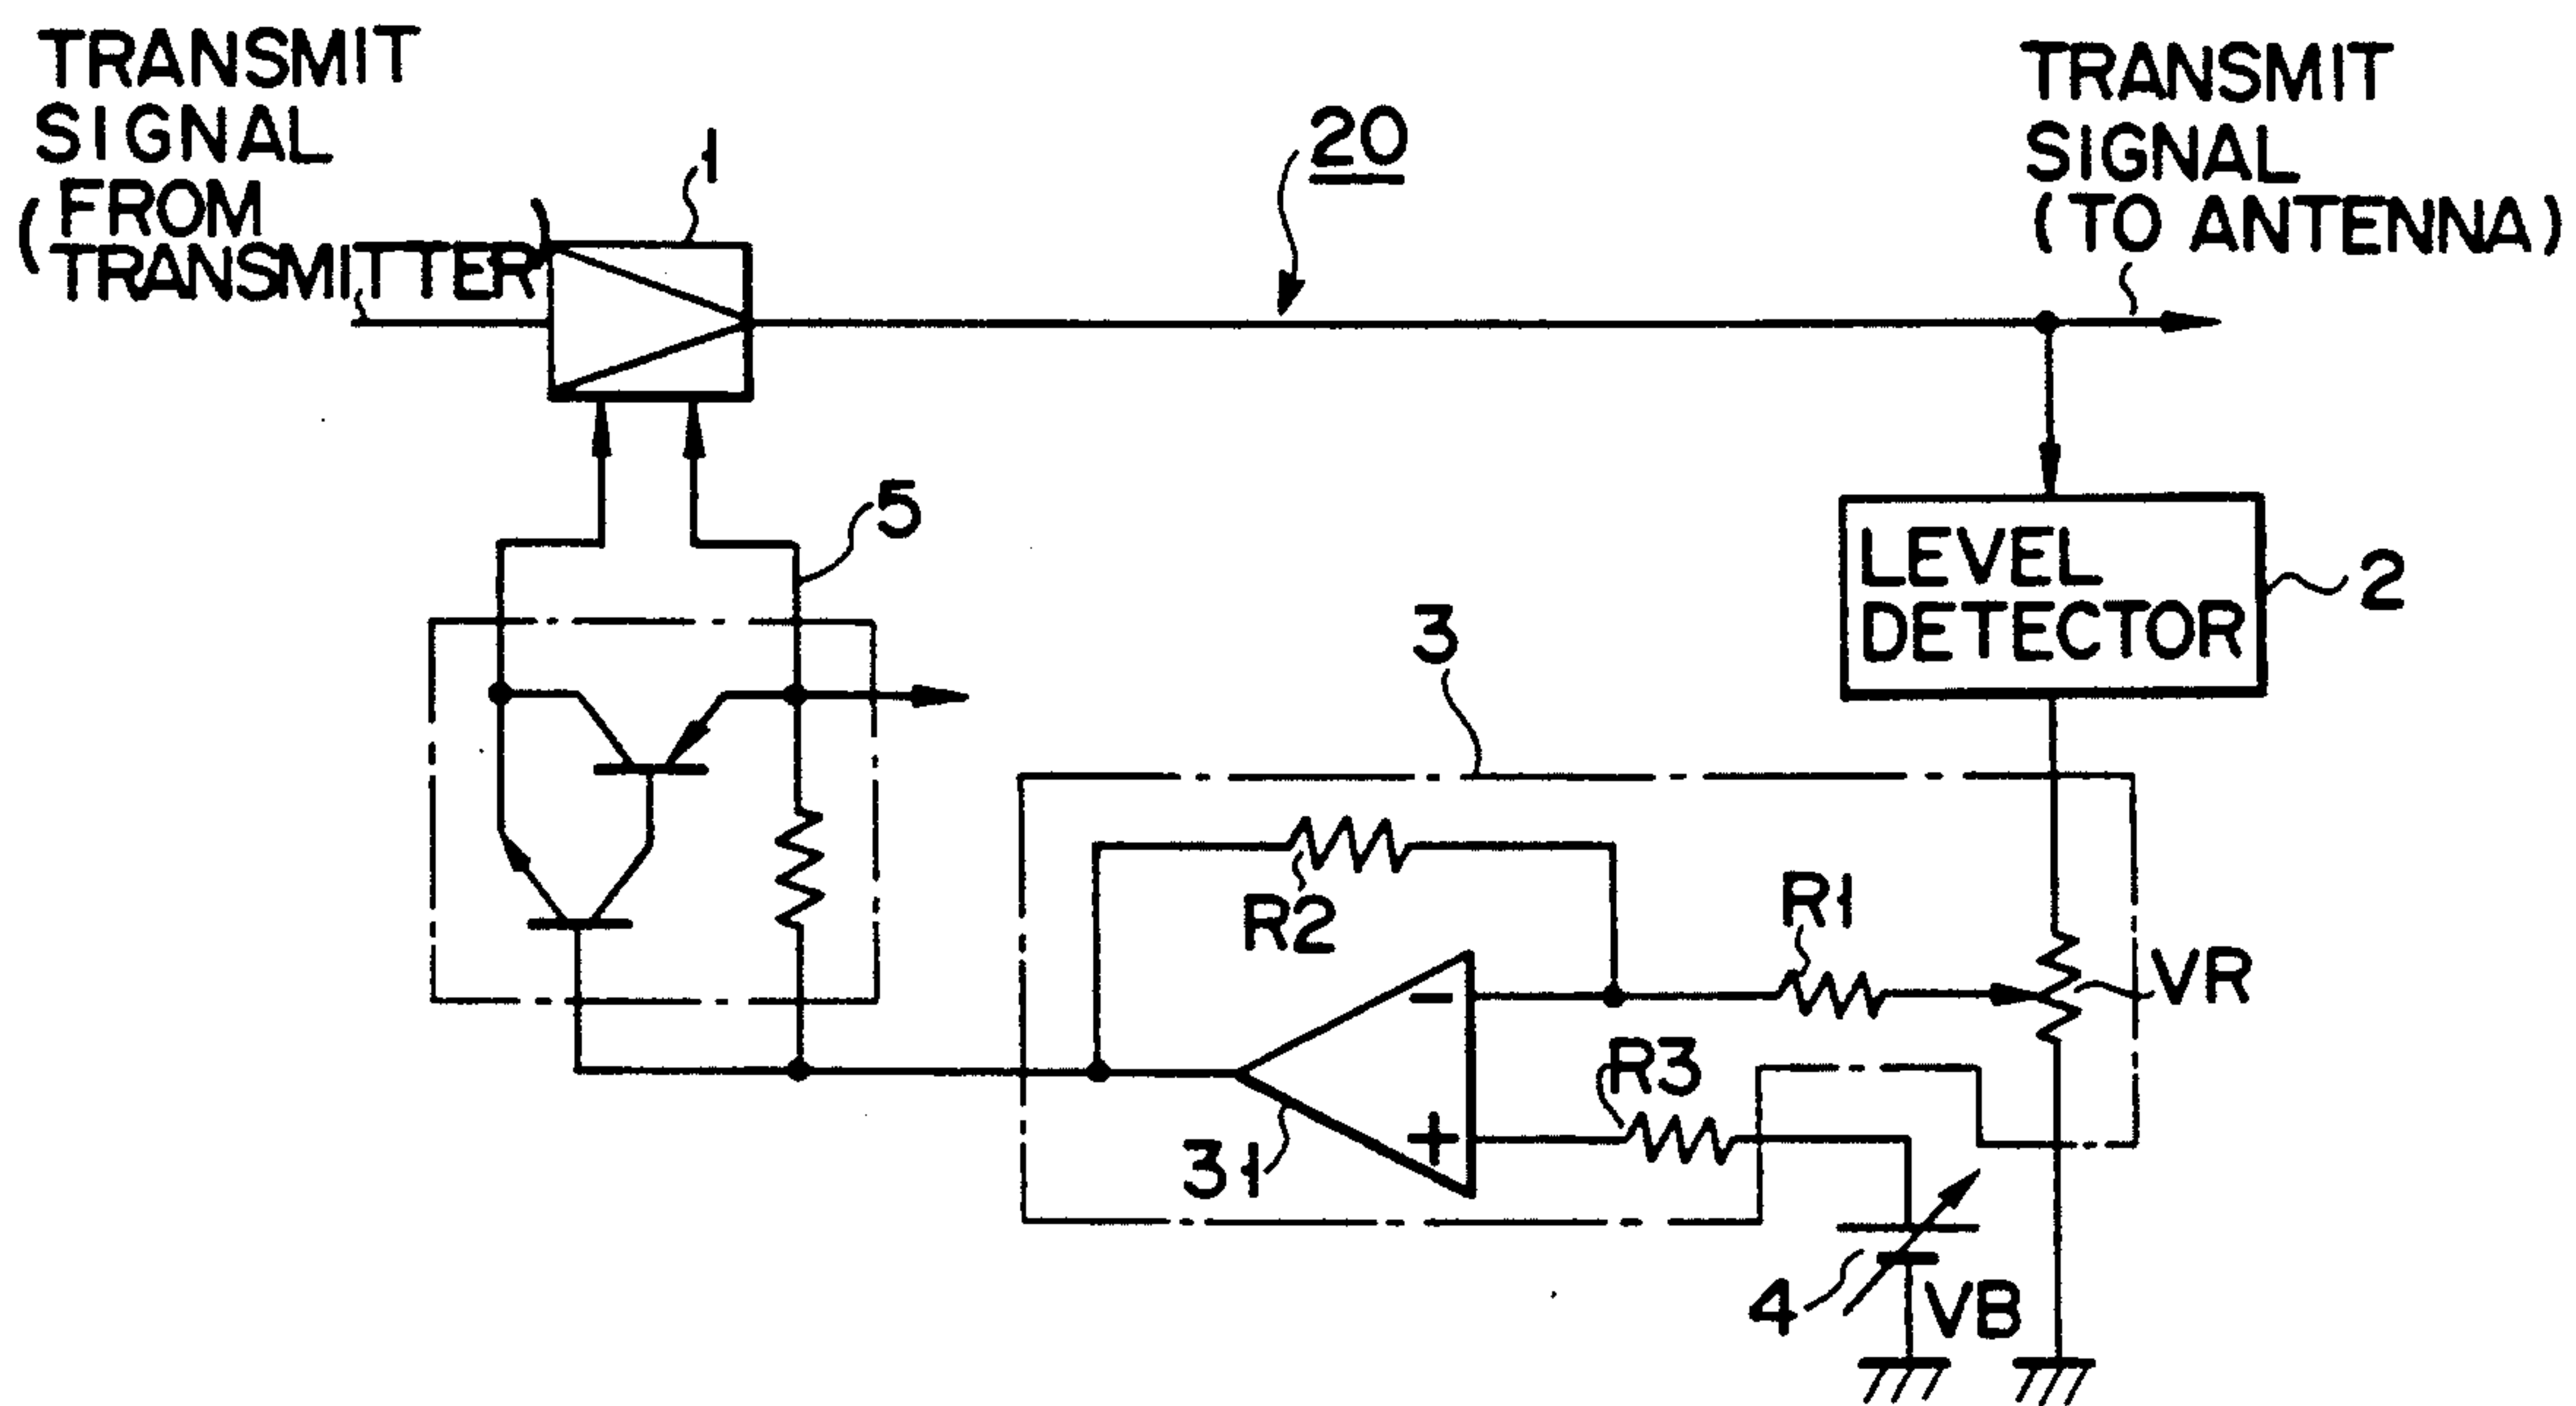 TRANSMIT
SIGNAL
(FROM
TRANSMITTER)
1
20
TRANSMIT
SIGNAL
(TO ANTENNA)
5
LEVEL
DETECTOR
2
3
R2
R1
VR
R3
31
-
+
4
VB